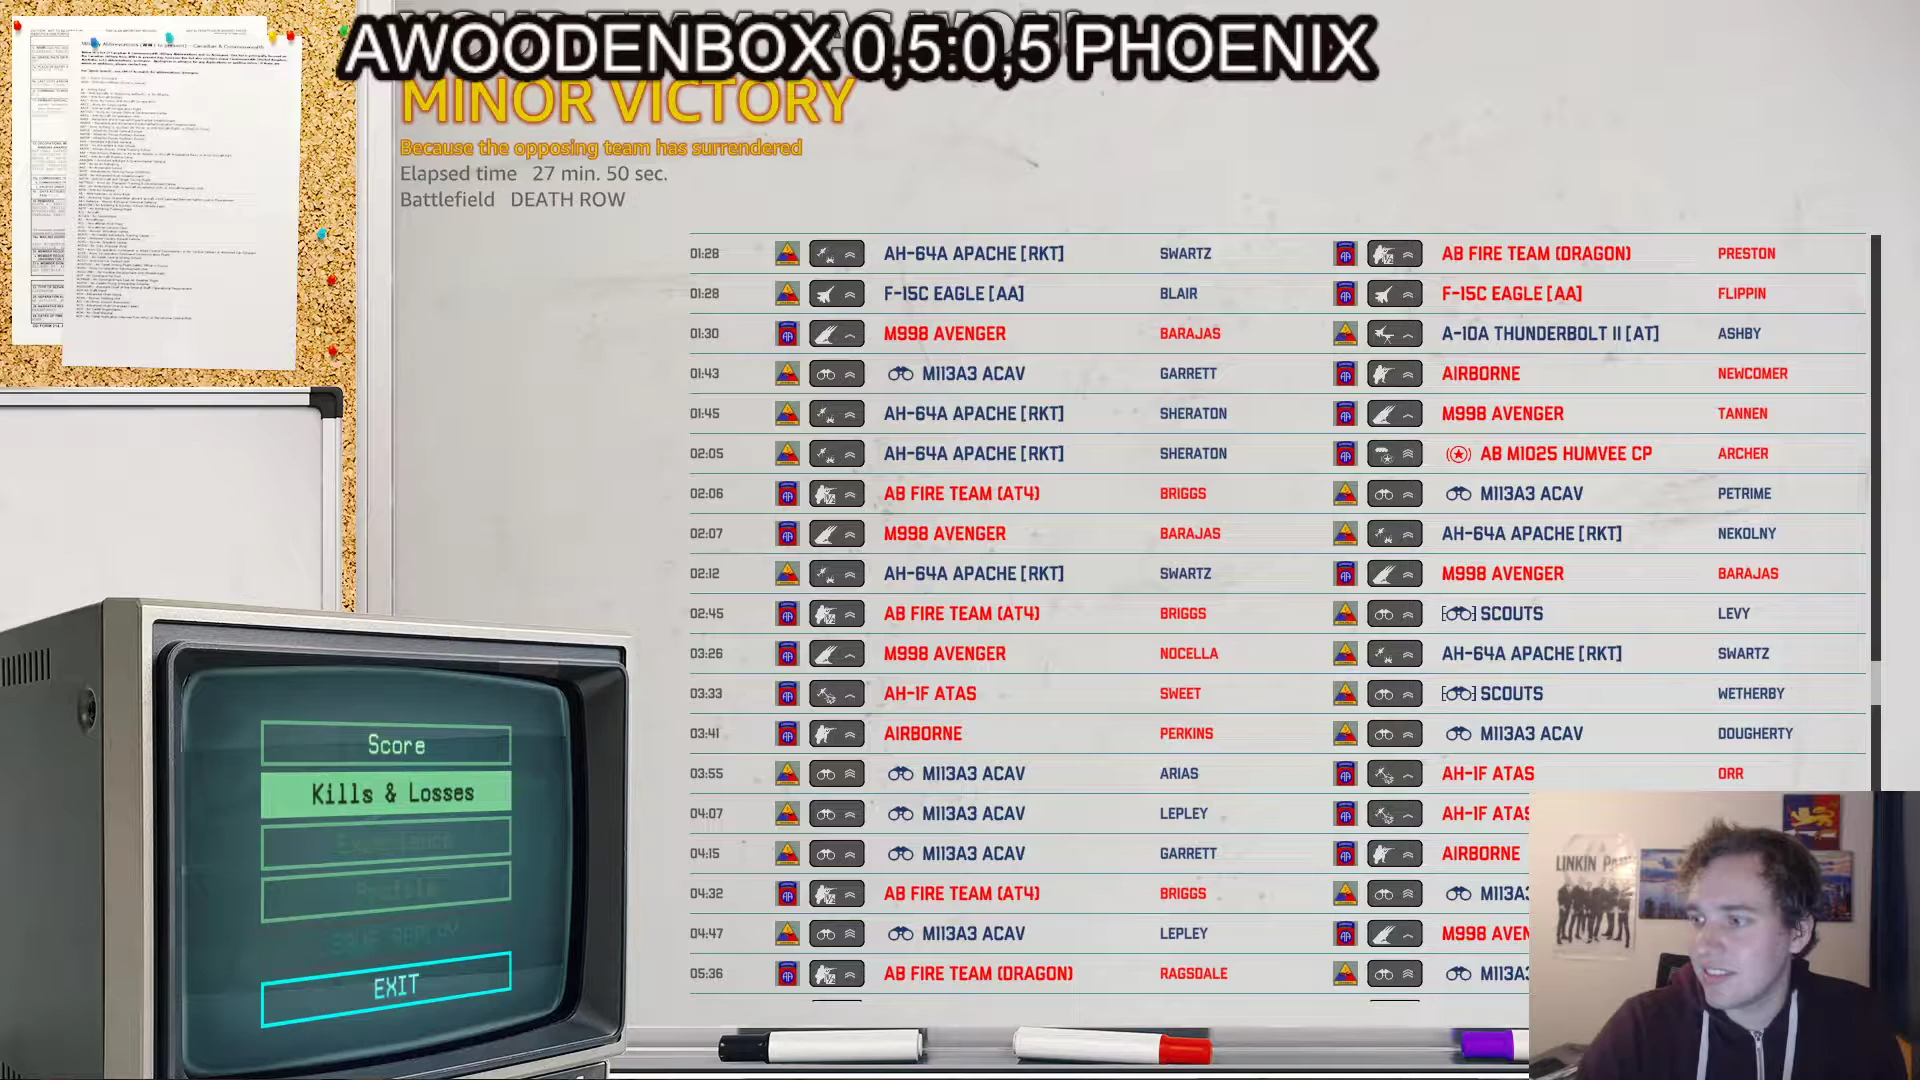 AWOODENBOX 0,5:0,5 PHOENIX
MINOR VICTORY
Because the opposing team has surrendered
Elapsed time 27 min. 50 sec.
Battlefield DEATH ROW
01:28 AH-64A APACHE [RKT] SWARTZ AB FIRE TEAM (DRAGON) PRESTON
01:28 F-15C EAGLE [AA] BLAIR F-15C EAGLE [AA] FLIPPIN
01:30 M998 AVENGER BARAJAS A-10A THUNDERBOLT II [AT] ASHBY
01:43 M113A3 ACAV GARRETT AIRBORNE NEWCOMER
01:45 AH-64A APACHE [RKT] SHERATON M998 AVENGER TANNEN
02:05 AH-64A APACHE [RKT] SHERATON AB M1025 HUMVEE CP ARCHER
02:06 AB FIRE TEAM (AT4) BRIGGS M113A3 ACAV PETRIME
02:07 M998 AVENGER BARAJAS AH-64A APACHE [RKT] NEKOLNY
02:12 AH-64A APACHE [RKT] SWARTZ M998 AVENGER BARAJAS
02:45 AB FIRE TEAM (AT4) BRIGGS SCOUTS LEVY
03:26 M998 AVENGER NOCELLA AH-64A APACHE [RKT] SWARTZ
03:33 AH-1F ATAS SWEET SCOUTS WETHERBY
03:41 AIRBORNE PERKINS M113A3 ACAV DOUGHERTY
03:55 M113A3 ACAV ARIAS AH-1F ATAS ORR
04:07 M113A3 ACAV LEPLEY AH-1F ATAS
04:15 M113A3 ACAV GARRETT AIRBORNE
04:32 AB FIRE TEAM (AT4) BRIGGS M113A3
04:47 M113A3 ACAV LEPLEY M998 AVEN
05:36 AB FIRE TEAM (DRAGON) RAGSDALE M113A3
Score
Kills & Losses
Profile
EXIT
LINKIN PA